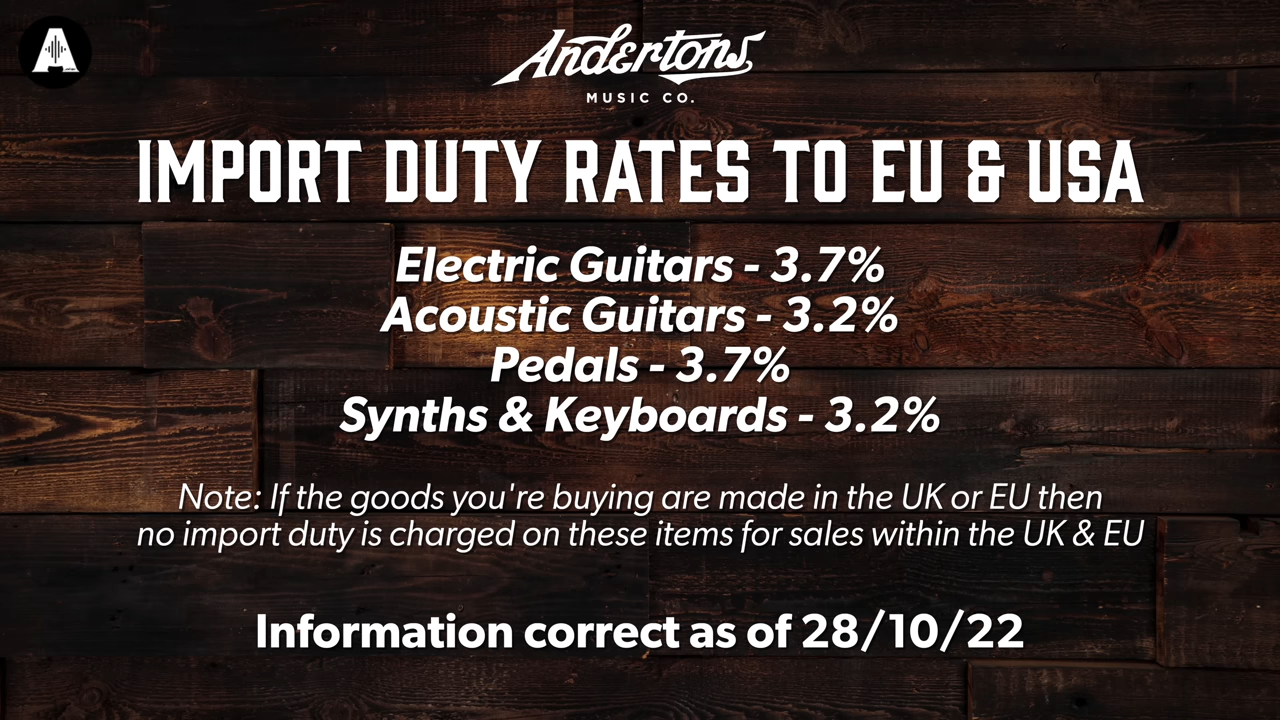 A
Andertons
MUSIC CO.
IMPORT DUTY RATES TO EU & USA
Electric Guitars - 3.7%
Acoustic Guitars - 3.2%
Pedals - 3.7%
Synths & Keyboards - 3.2%
Note: If the goods you're buying are made in the UK or EU then
no import duty is charged on these items for sales within the UK & EU
Information correct as of 28/10/22